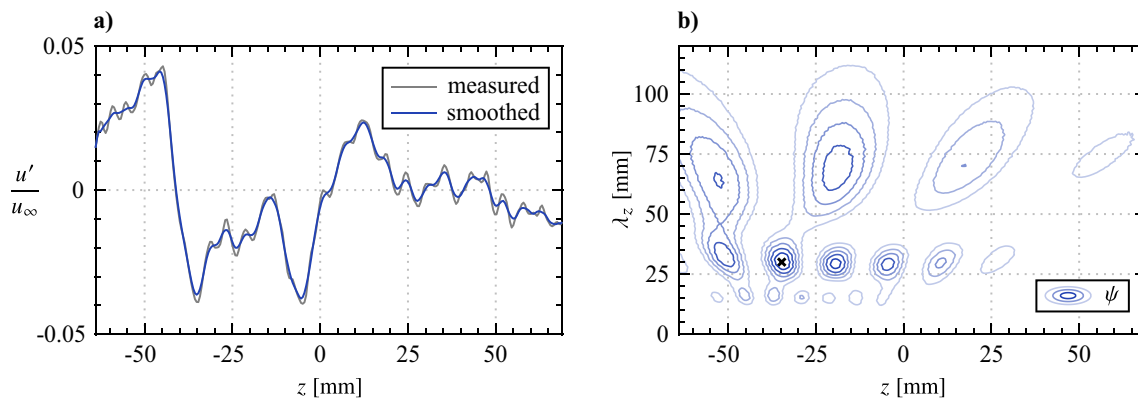 a)
0.05
0
-0.05
u′
u∞
measured
smoothed
-50 -25 0 25 50
z [mm]
b)
100
75
50
25
0
λz [mm]
ψ
-50 -25 0 25 50
z [mm]